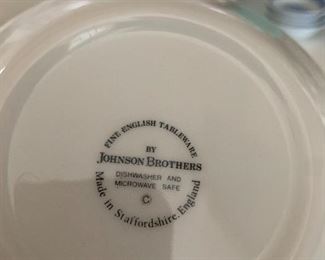 FINE ENGLISH TABLEWARE
BY
JOHNSON BROTHERS
DISHWASHER AND
MICROWAVE SAFE
©
Made in Staffordshire, England